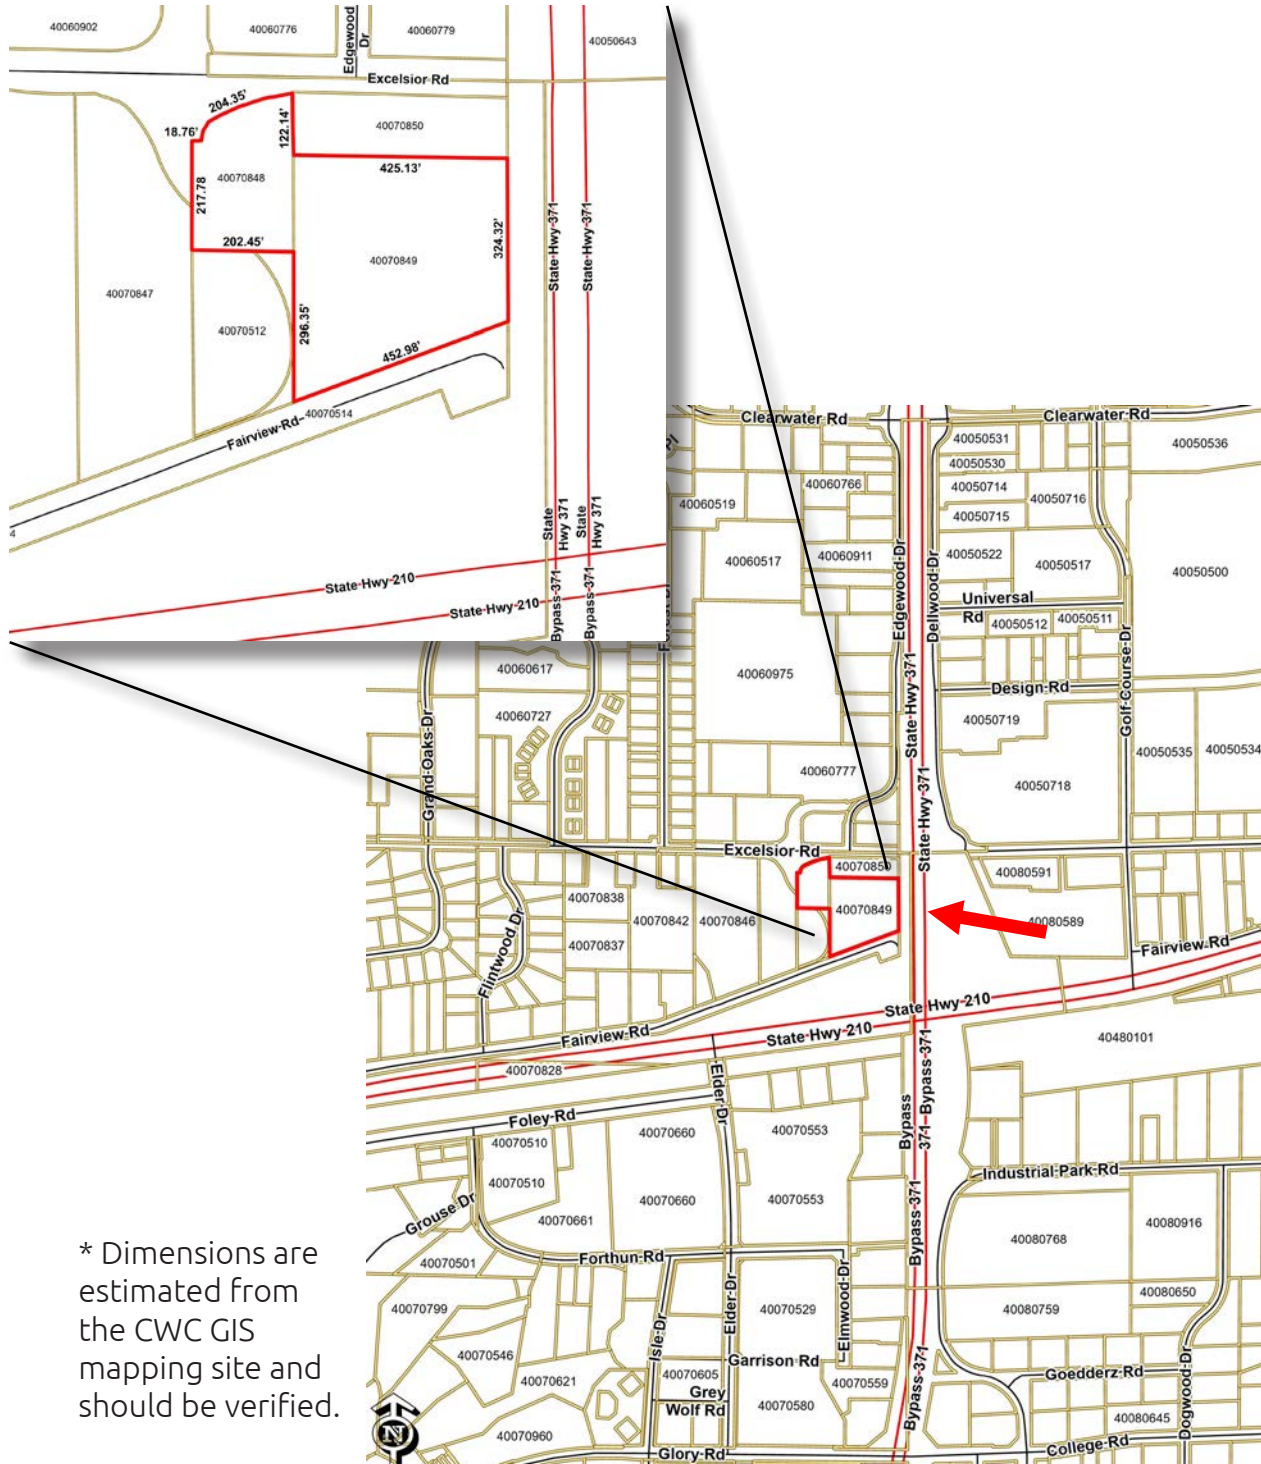 40060902
40060776
Edgewood
Dr
40060779
40050643
Excelsior Rd
204.35'
18.76'
122.14'
40070850
425.13'
40070848
217.78
202.45'
324.32'
40070849
40070847
296.35'
40070512
452.98'
40070514
Fairview Rd
4
State Hwy 371
State Hwy 371
State
Hwy 371
State
Hwy 371
State Hwy 210
State Hwy 210
Bypass 371
Bypass 371
Clearwater Rd
Clearwater Rd
Pl
40050531
40050536
40050530
40060766
40050714
40050716
40060519
40050715
40060911
40050522
40050517
40060517
40050500
Edgewood Dr
Dellwood Dr
Universal
Rd
40050512
40050511
Golf Course Dr
40060617
40060975
State Hwy 371
Design Rd
40060727
40050719
Grand Oaks Dr
40050535
40050534
40060777
State Hwy 371
40050718
Excelsior Rd
40070850
40080591
40070838
40070842
40070846
40070849
40080589
Flintwood Dr
40070837
Fairview Rd
State Hwy 210
Fairview Rd
State Hwy 210
40480101
40070828
Elder Dr
Bypass
371
Bypass 371
Foley Rd
40070510
40070660
40070553
Industrial Park Rd
40070510
40070660
40070553
Grouse Dr
40070661
Bypass 371
40080916
40080768
Forthun Rd
40070501
Elder Dr
Elmwood Dr
40080650
40070799
40070529
40080759
Isle Dr
40070546
Garrison Rd
Bypass 371
Goedderz Rd
Dogwood Dr
40070621
40070605
40070559
Grey
Wolf Rd
40070580
40080645
40070960
Glory Rd
College Rd
* Dimensions are
estimated from
the CWC GIS
mapping site and
should be verified.
N